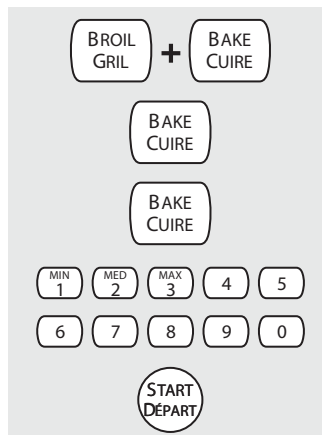 BROIL BAKE
GRIL + CUIRE
BAKE
CUIRE
BAKE
CUIRE
MIN MED MAX
1 2 3 4 5
6 7 8 9 0
START
DÉPART